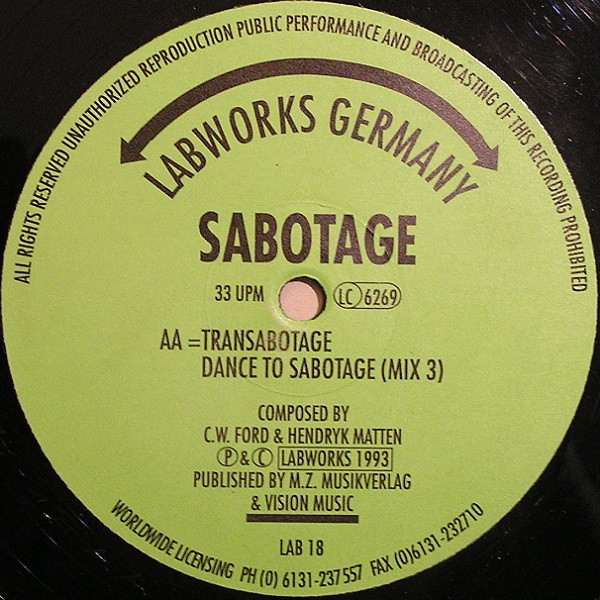 ALL RIGHTS RESERVED UNAUTHORIZED REPRODUCTION PUBLIC PERFORMANCE AND BROADCASTING OF THIS RECORDING PROHIBITED
LABWORKS GERMANY
SABOTAGE
33 UPM LC 6269
AA =TRANSABOTAGE
DANCE TO SABOTAGE (MIX 3)
COMPOSED BY
C.W. FORD & HENDRYK MATTEN
Ⓟ & Ⓒ LABWORKS 1993
PUBLISHED BY M.Z. MUSIKVERLAG
& VISION MUSIC
LAB 18
WORLDWIDE LICENSING PH (0) 6131-237557 FAX (0)6131-232710